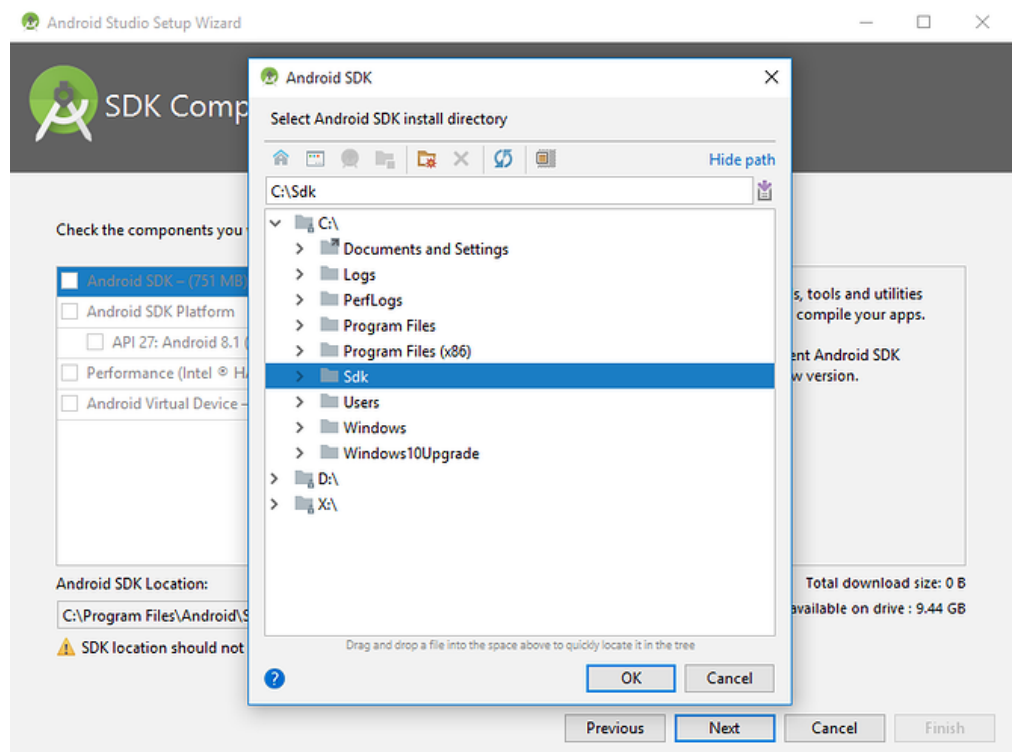 Android Studio Setup Wizard
SDK Comp
Android SDK
Select Android SDK install directory
Hide path
C:\Sdk
C:\
Documents and Settings
Logs
PerfLogs
Program Files
Program Files (x86)
Sdk
Users
Windows
Windows10Upgrade
D:\
X:\
Drag and drop a file into the space above to quickly locate it in the tree
?
OK
Cancel
Check the components you
Android SDK – (751 MB)
Android SDK Platform
API 27: Android 8.1 (
Performance (Intel ® HA
Android Virtual Device –
s, tools and utilities
compile your apps.
ent Android SDK
w version.
Android SDK Location:
C:\Program Files\Android\S
SDK location should not
Total download size: 0 B
available on drive : 9.44 GB
Previous
Next
Cancel
Finish